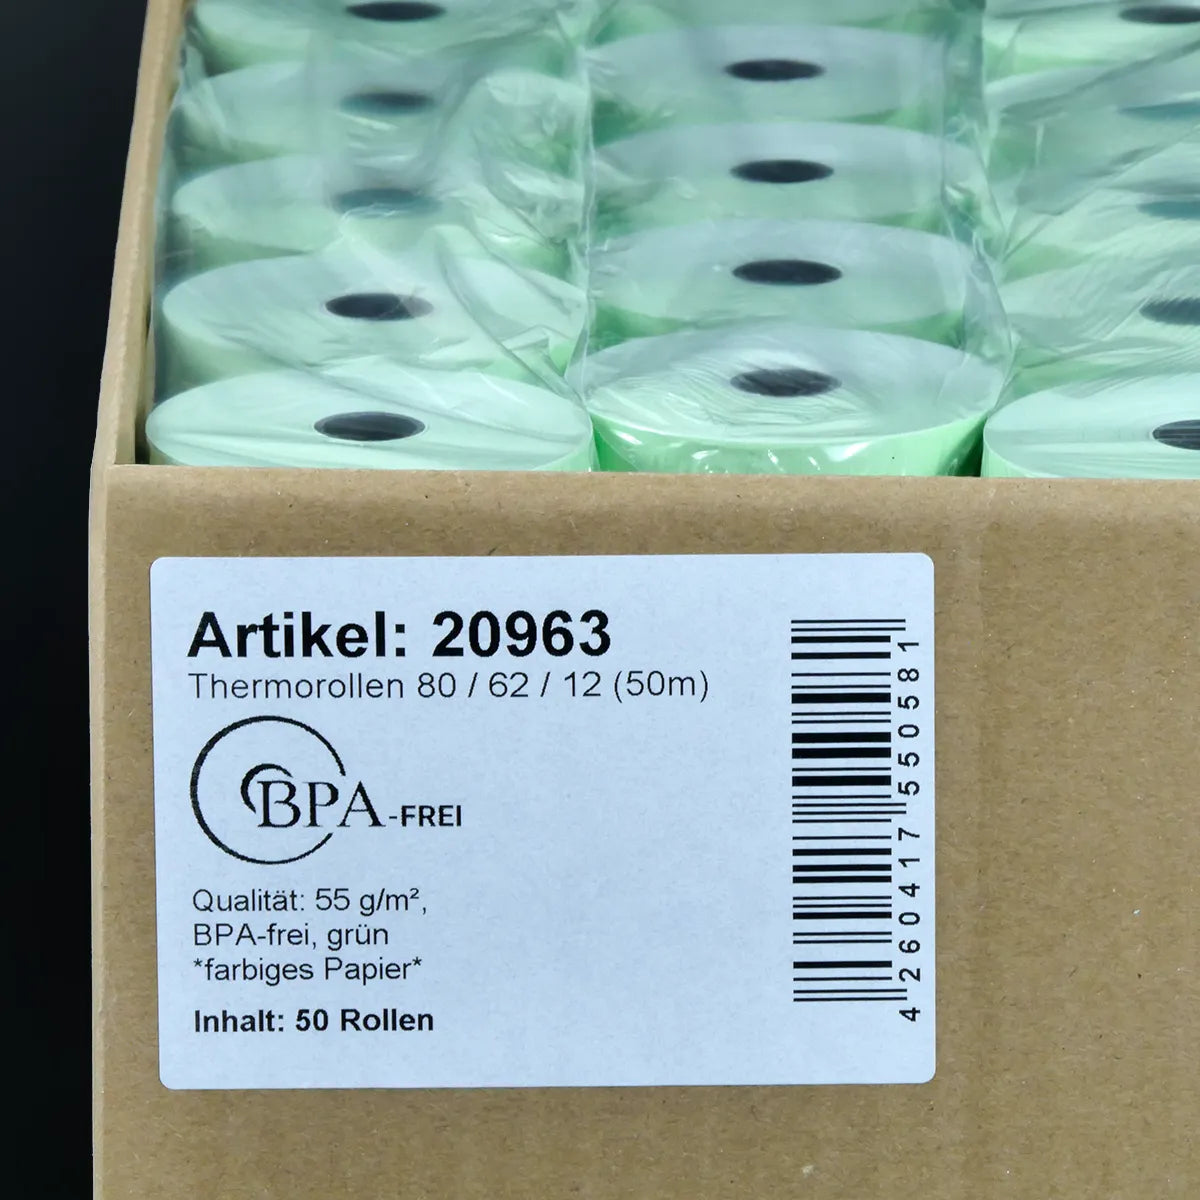 Artikel: 20963
Thermorollen 80 / 62 / 12 (50m)
BPA-FREI
Qualität: 55 g/m²,
BPA-frei, grün
*farbiges Papier*
Inhalt: 50 Rollen
4260417550581